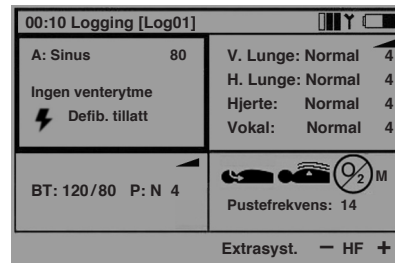 00:10 Logging [Log01]
A: Sinus 80
Ingen venterytme
Defib. tillatt
V. Lunge: Normal 4
H. Lunge: Normal 4
Hjerte: Normal 4
Vokal: Normal 4
BT: 120/80 P: N 4
O2 M
Pustefrekvens: 14
Extrasyst. − HF +